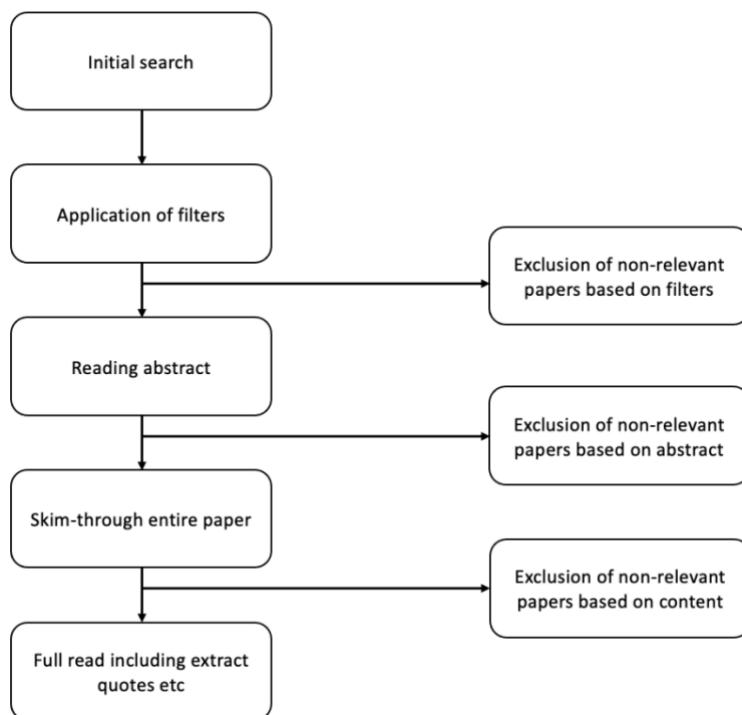 Initial search
Application of filters
Exclusion of non-relevant
papers based on filters
Reading abstract
Exclusion of non-relevant
papers based on abstract
Skim-through entire paper
Exclusion of non-relevant
papers based on content
Full read including extract
quotes etc